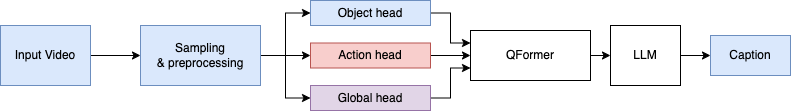 Input Video
Sampling
& preprocessing
Object head
Action head
Global head
QFormer
LLM
Caption